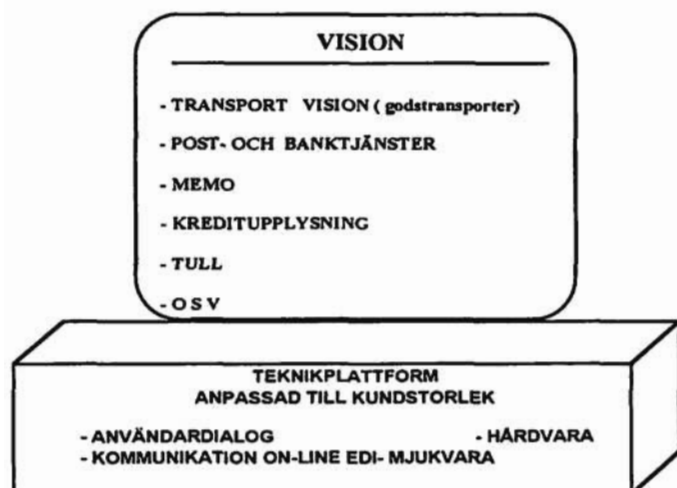 VISION
- TRANSPORT VISION ( godstransporter)
- POST- OCH BANKTJÄNSTER
- MEMO
- KREDITUPPLYSNING
- TULL
- O S V
TEKNIKPLATTFORM
ANPASSAD TILL KUNDSTORLEK
- ANVÄNDARDIALOG - HÅRDVARA
- KOMMUNIKATION ON-LINE EDI- MJUKVARA